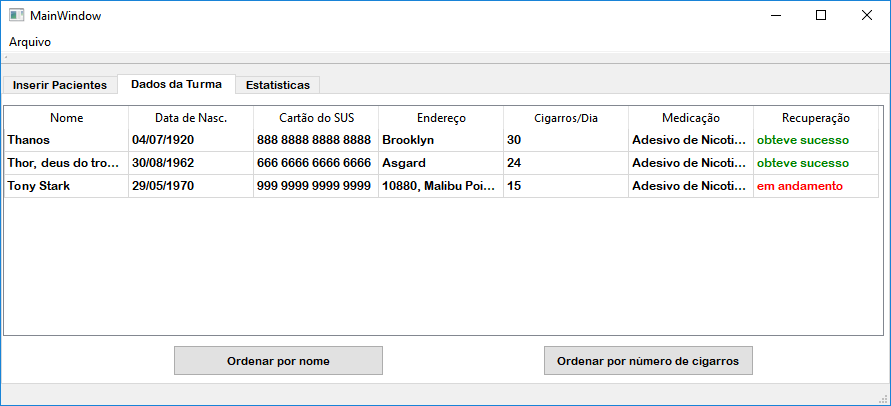 MainWindow
Arquivo
Inserir Pacientes Dados da Turma Estatísticas
Nome Data de Nasc. Cartão do SUS Endereço Cigarros/Dia Medicação Recuperação
Thanos 04/07/1920 888 8888 8888 8888 Brooklyn 30 Adesivo de Nicoti... obteve sucesso
Thor, deus do tro... 30/08/1962 666 6666 6666 6666 Asgard 24 Adesivo de Nicoti... obteve sucesso
Tony Stark 29/05/1970 999 9999 9999 9999 10880, Malibu Poi... 15 Adesivo de Nicoti... em andamento
Ordenar por nome Ordenar por número de cigarros